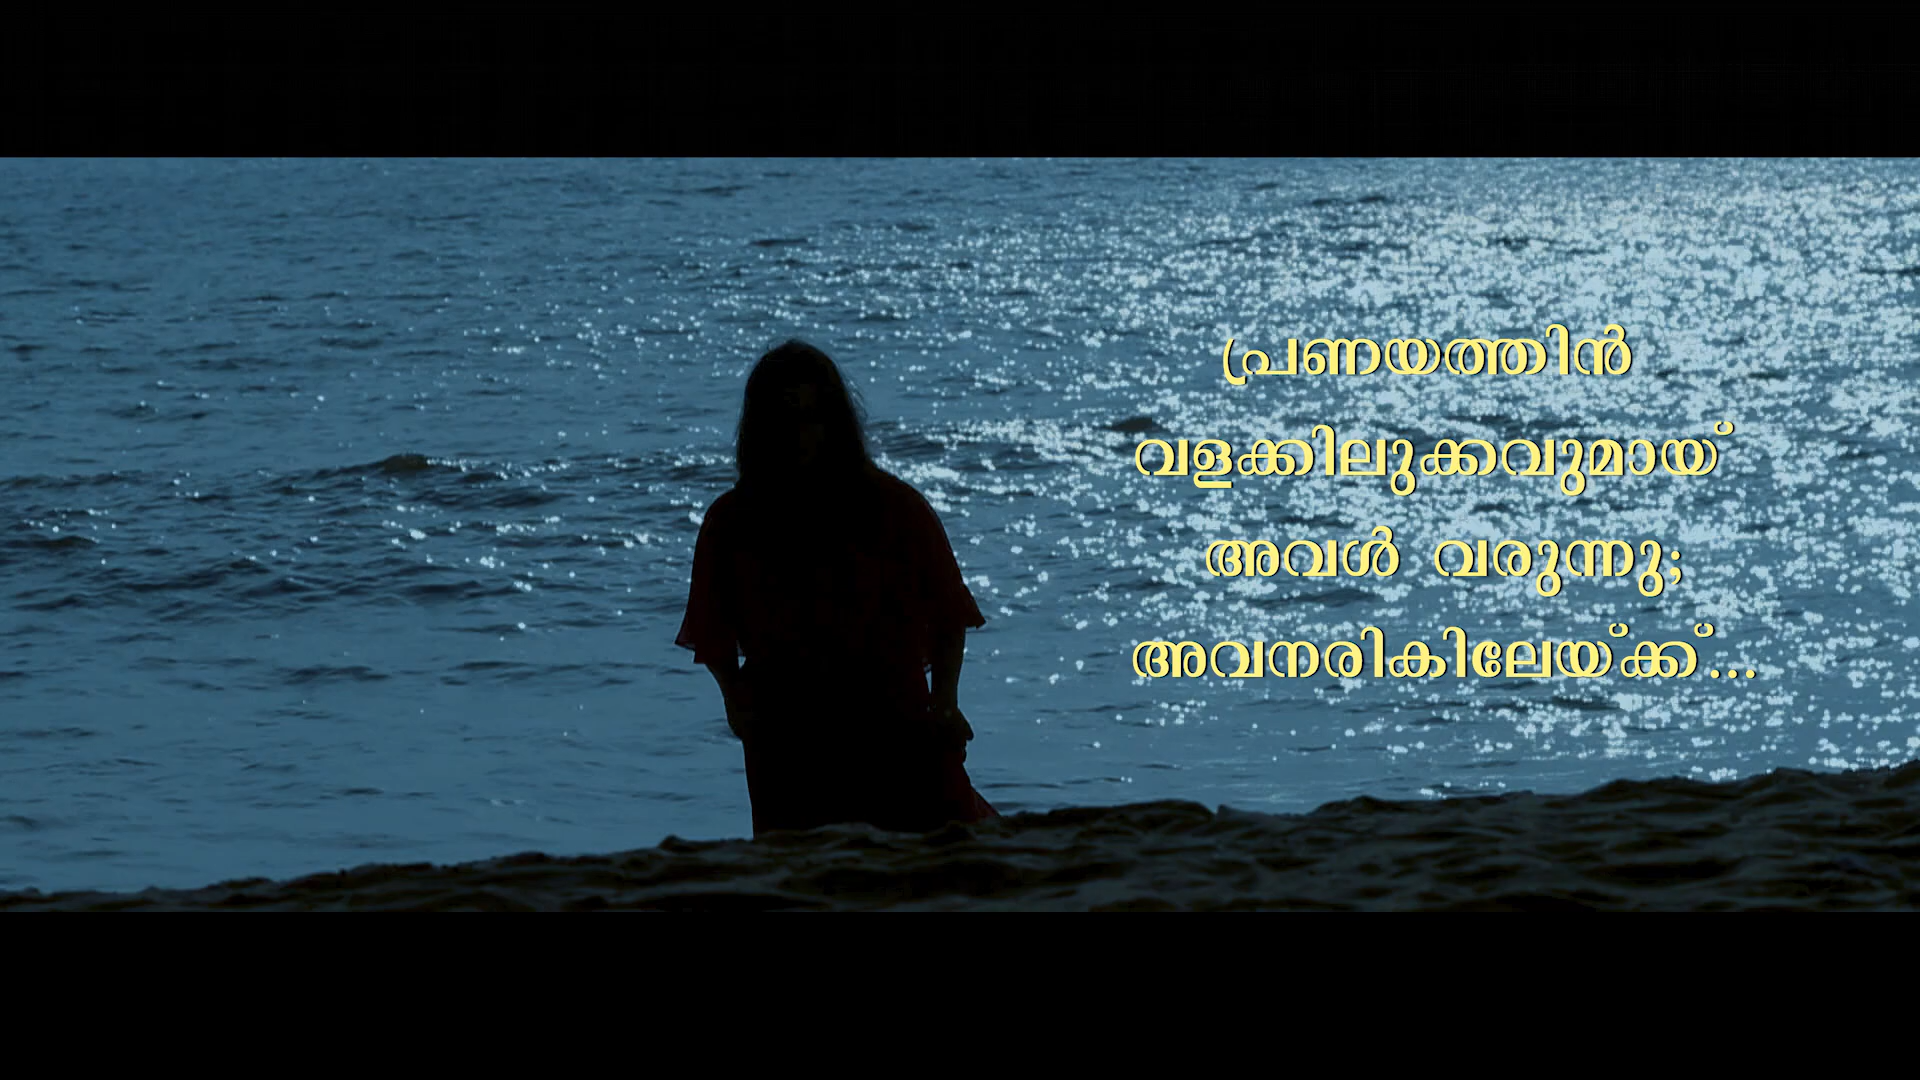 പ്രണയത്തിൻ
വളക്കിലുക്കവുമായ്
അവൾ വരുന്നു;
അവനരികിലേയ്ക്ക്...